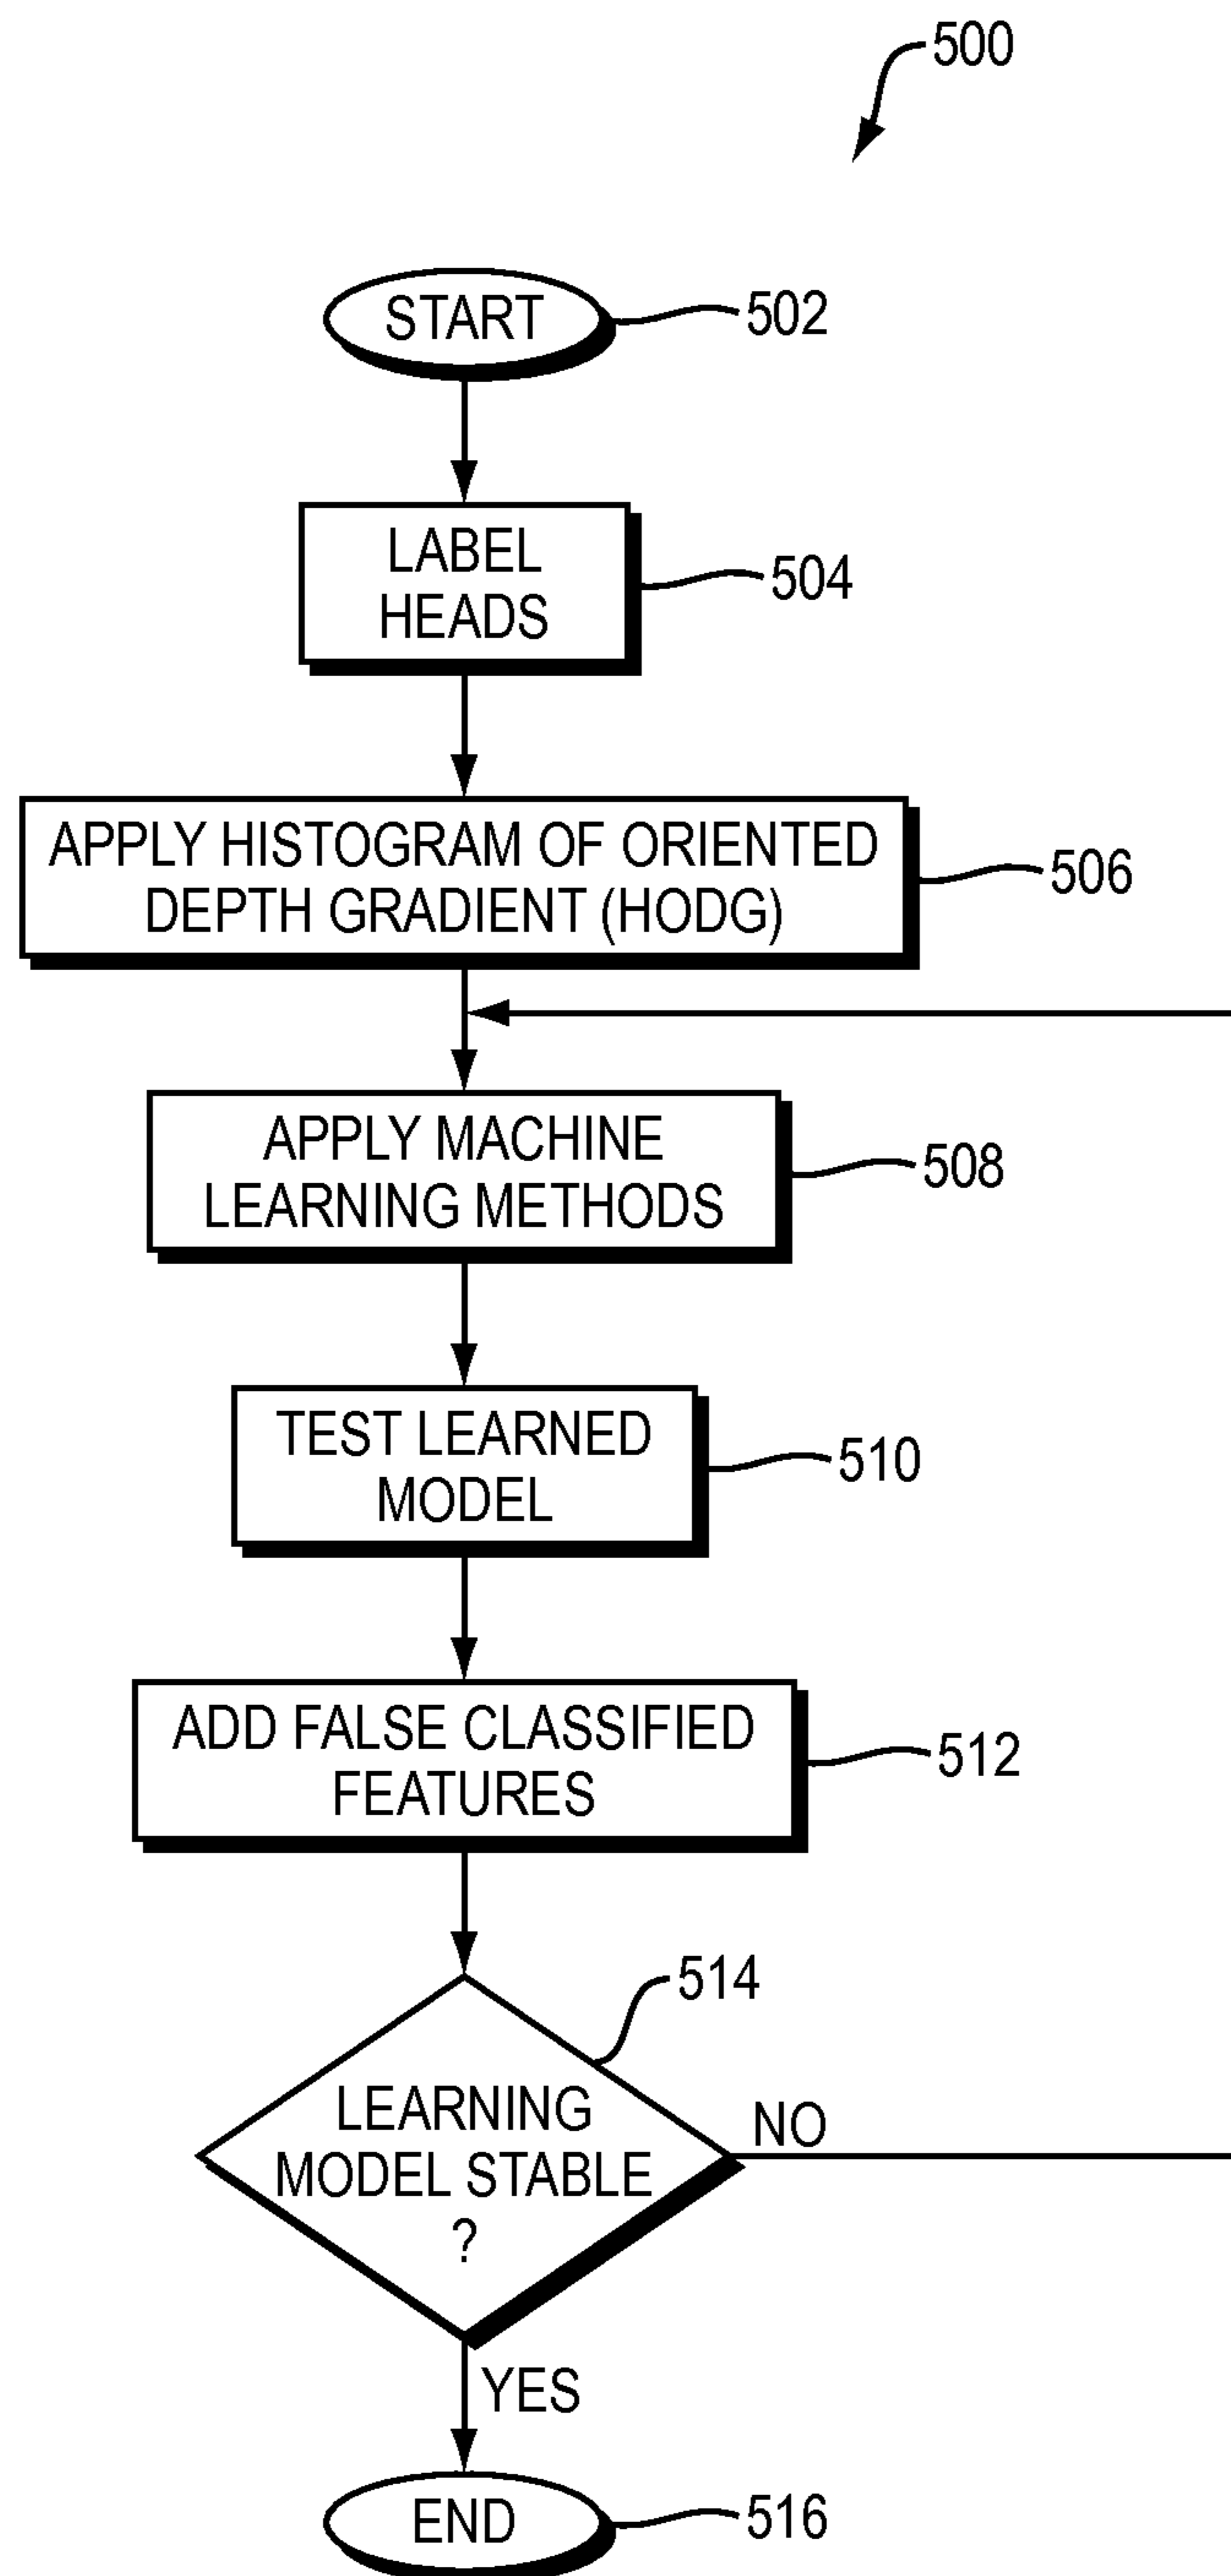 500
START
502
LABEL
HEADS
504
APPLY HISTOGRAM OF ORIENTED
DEPTH GRADIENT (HODG)
506
APPLY MACHINE
LEARNING METHODS
508
TEST LEARNED
MODEL
510
ADD FALSE CLASSIFIED
FEATURES
512
514
LEARNING
MODEL STABLE
?
NO
YES
END
516